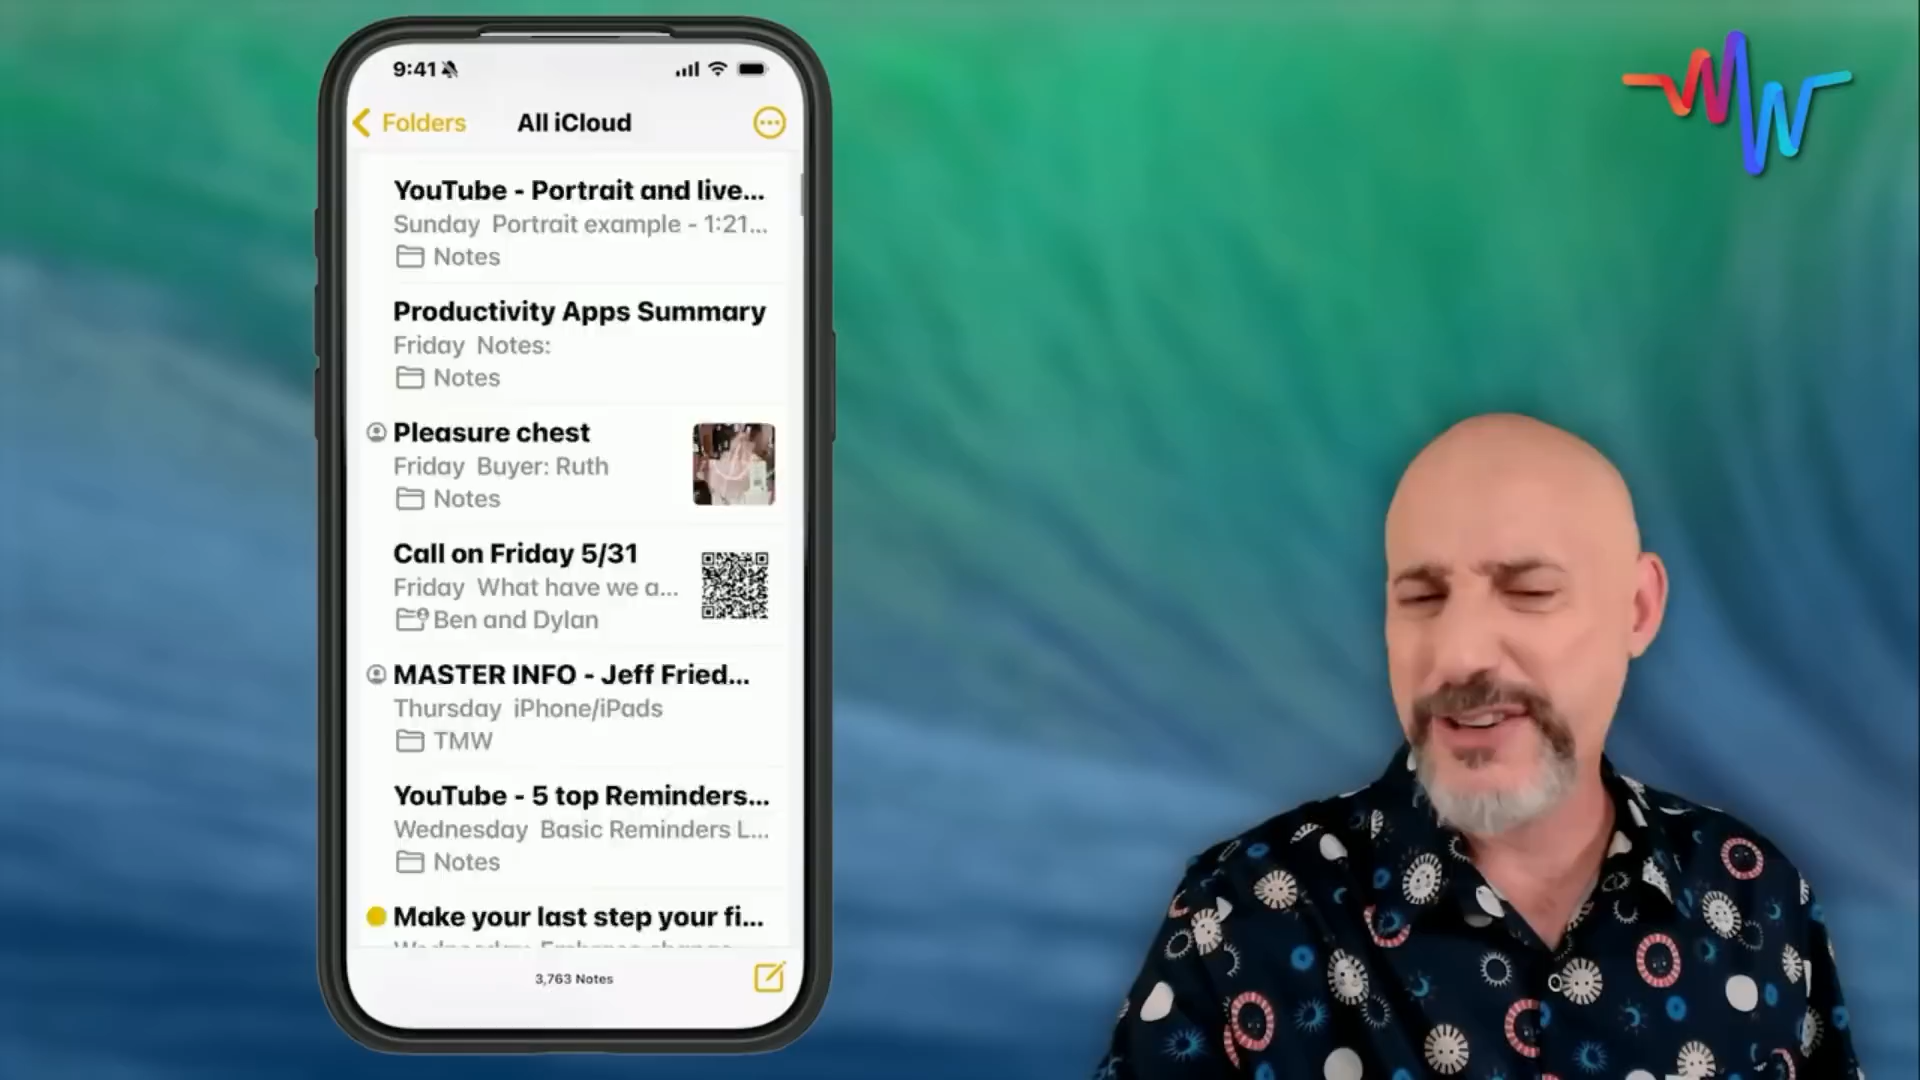 9:41
Folders
All iCloud
YouTube - Portrait and live...
Sunday Portrait example - 1:21...
Notes
Productivity Apps Summary
Friday Notes:
Notes
Pleasure chest
Friday Buyer: Ruth
Notes
Call on Friday 5/31
Friday What have we a...
Ben and Dylan
MASTER INFO - Jeff Fried...
Thursday iPhone/iPads
TMW
YouTube - 5 top Reminders...
Wednesday Basic Reminders L...
Notes
Make your last step your fi...
Wednesday Embrace change
3,763 Notes